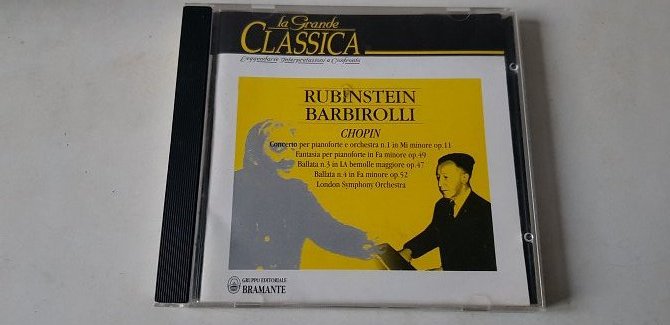 la Grande
CLASSICA
Leggendarie Interpretazioni a Confronto
RUBINSTEIN
BARBIROLLI
CHOPIN
Concerto per pianoforte e orchestra n.1 in Mi minore op.11
Fantasia per pianoforte in Fa minore op.49
Ballata n.3 in LA bemolle maggiore op.47
Ballata n.4 in Fa minore op.52
London Symphony Orchestra
GRUPPO EDITORIALE
BRAMANTE